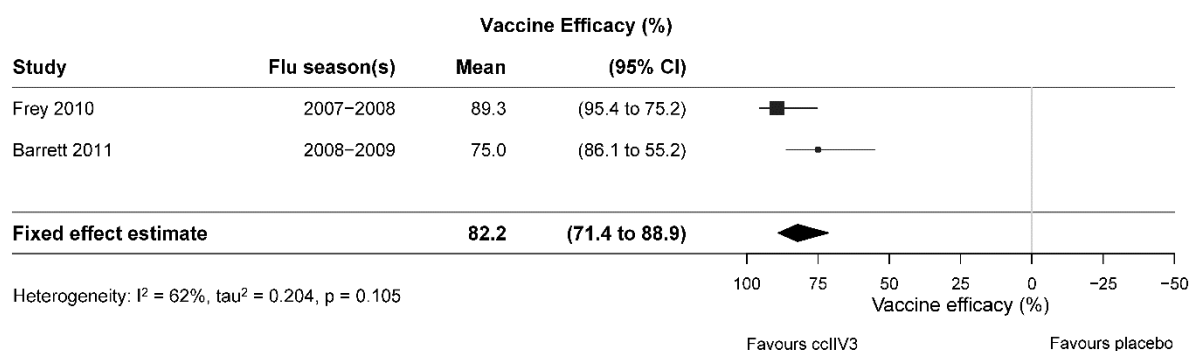 Vaccine Efficacy (%)
Study Flu season(s) Mean (95% CI)
Frey 2010 2007−2008 89.3 (95.4 to 75.2)
Barrett 2011 2008−2009 75.0 (86.1 to 55.2)
Fixed effect estimate 82.2 (71.4 to 88.9)
100 75 50 25 0 −25 −50
Heterogeneity: I² = 62%, tau² = 0.204, p = 0.105
Vaccine efficacy (%)
Favours ccIIV3 Favours placebo